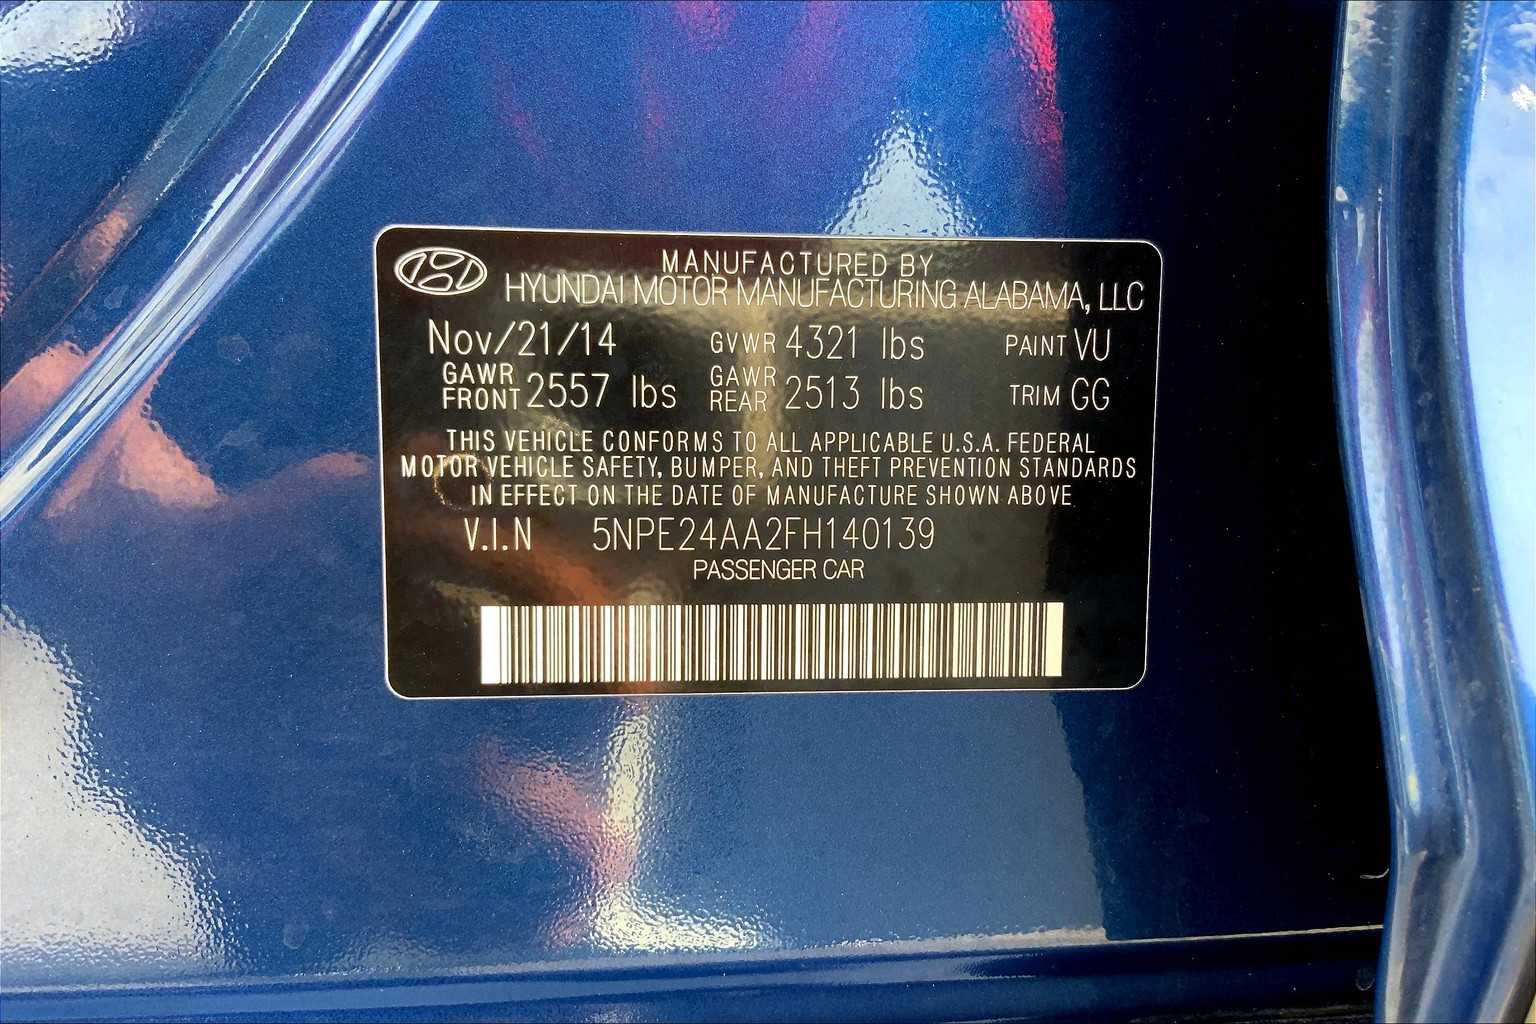 MANUFACTURED BY
HYUNDAI MOTOR MANUFACTURING ALABAMA, LLC
Nov/21/14 GVWR 4321 lbs PAINT VU
GAWR FRONT 2557 lbs GAWR REAR 2513 lbs TRIM GG
THIS VEHICLE CONFORMS TO ALL APPLICABLE U.S.A. FEDERAL
MOTOR VEHICLE SAFETY, BUMPER, AND THEFT PREVENTION STANDARDS
IN EFFECT ON THE DATE OF MANUFACTURE SHOWN ABOVE
V.I.N 5NPE24AA2FH140139
PASSENGER CAR